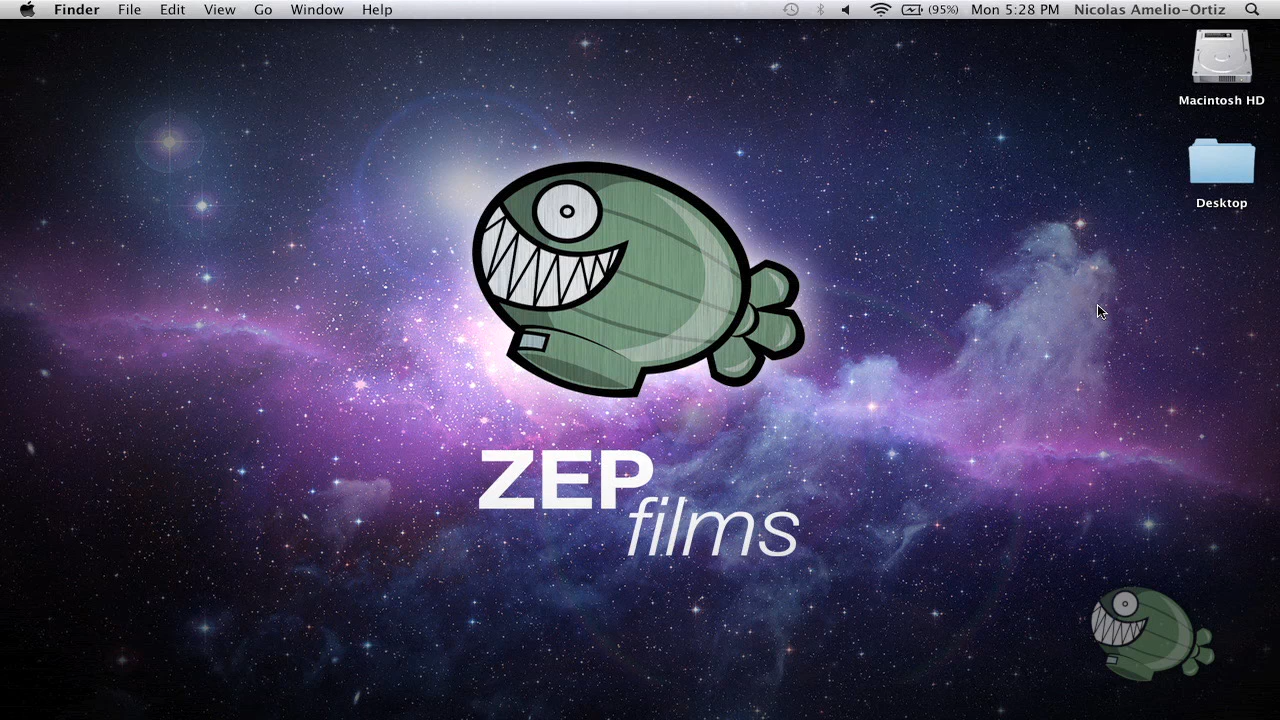 Finder File Edit View Go Window Help (95%) Mon 5:28 PM Nicolas Amelio-Ortiz
Macintosh HD
Desktop
ZEP
films